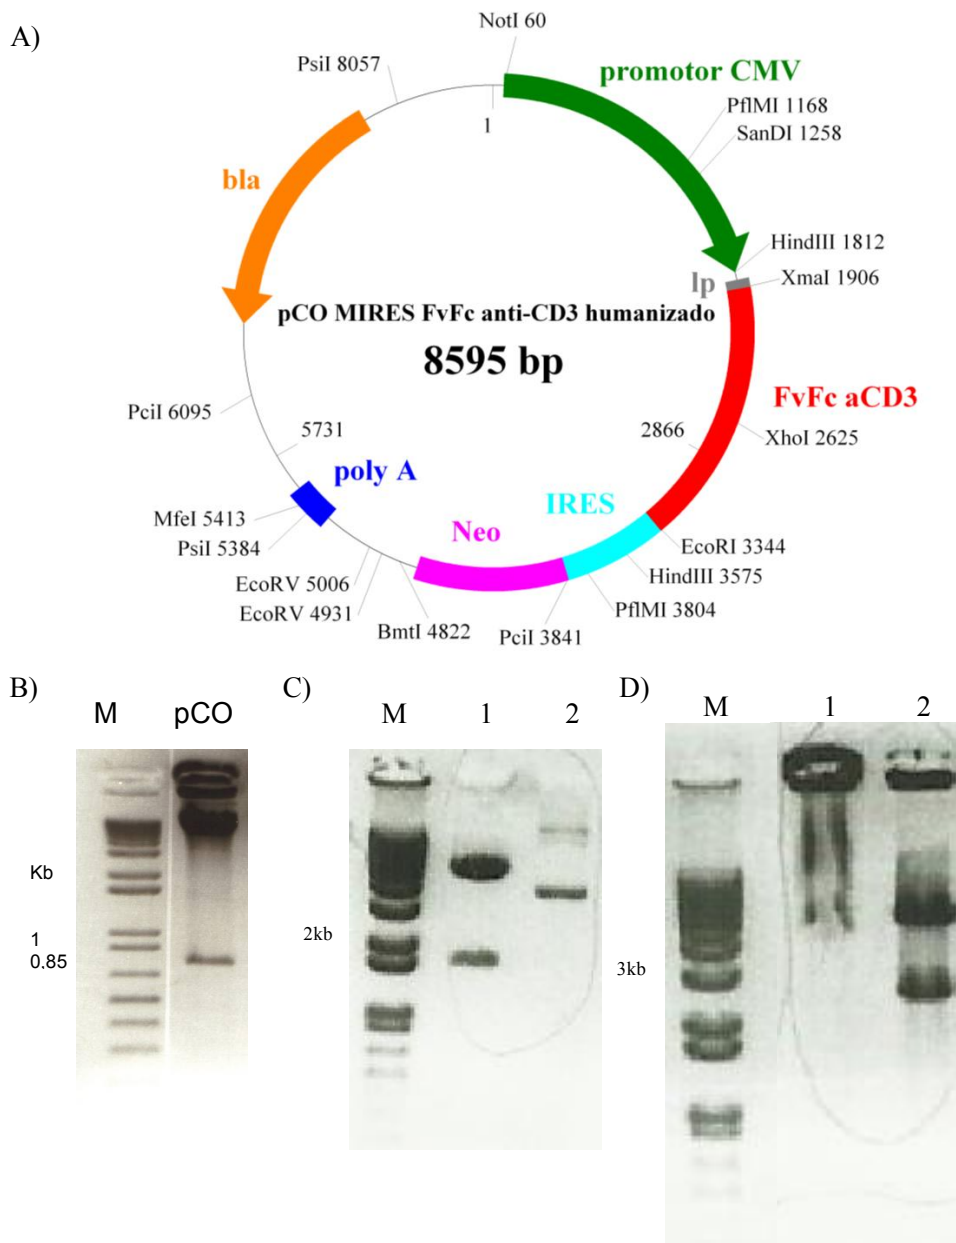 A)
NotI 60
PsiI 8057
promotor CMV
PflMI 1168
SanDI 1258
1
bla
HindIII 1812
lp
XmaI 1906
pCO MIRES FvFc anti-CD3 humanizado
8595 bp
FvFc aCD3
PciI 6095
5731
2866
XhoI 2625
poly A
IRES
MfeI 5413
Neo
PsiI 5384
EcoRI 3344
EcoRV 5006
HindIII 3575
EcoRV 4931
PflMI 3804
BmtI 4822
PciI 3841
B)
C)
D)
M pCO
M 1 2
M 1 2
Kb
1
0,85
2kb
3kb